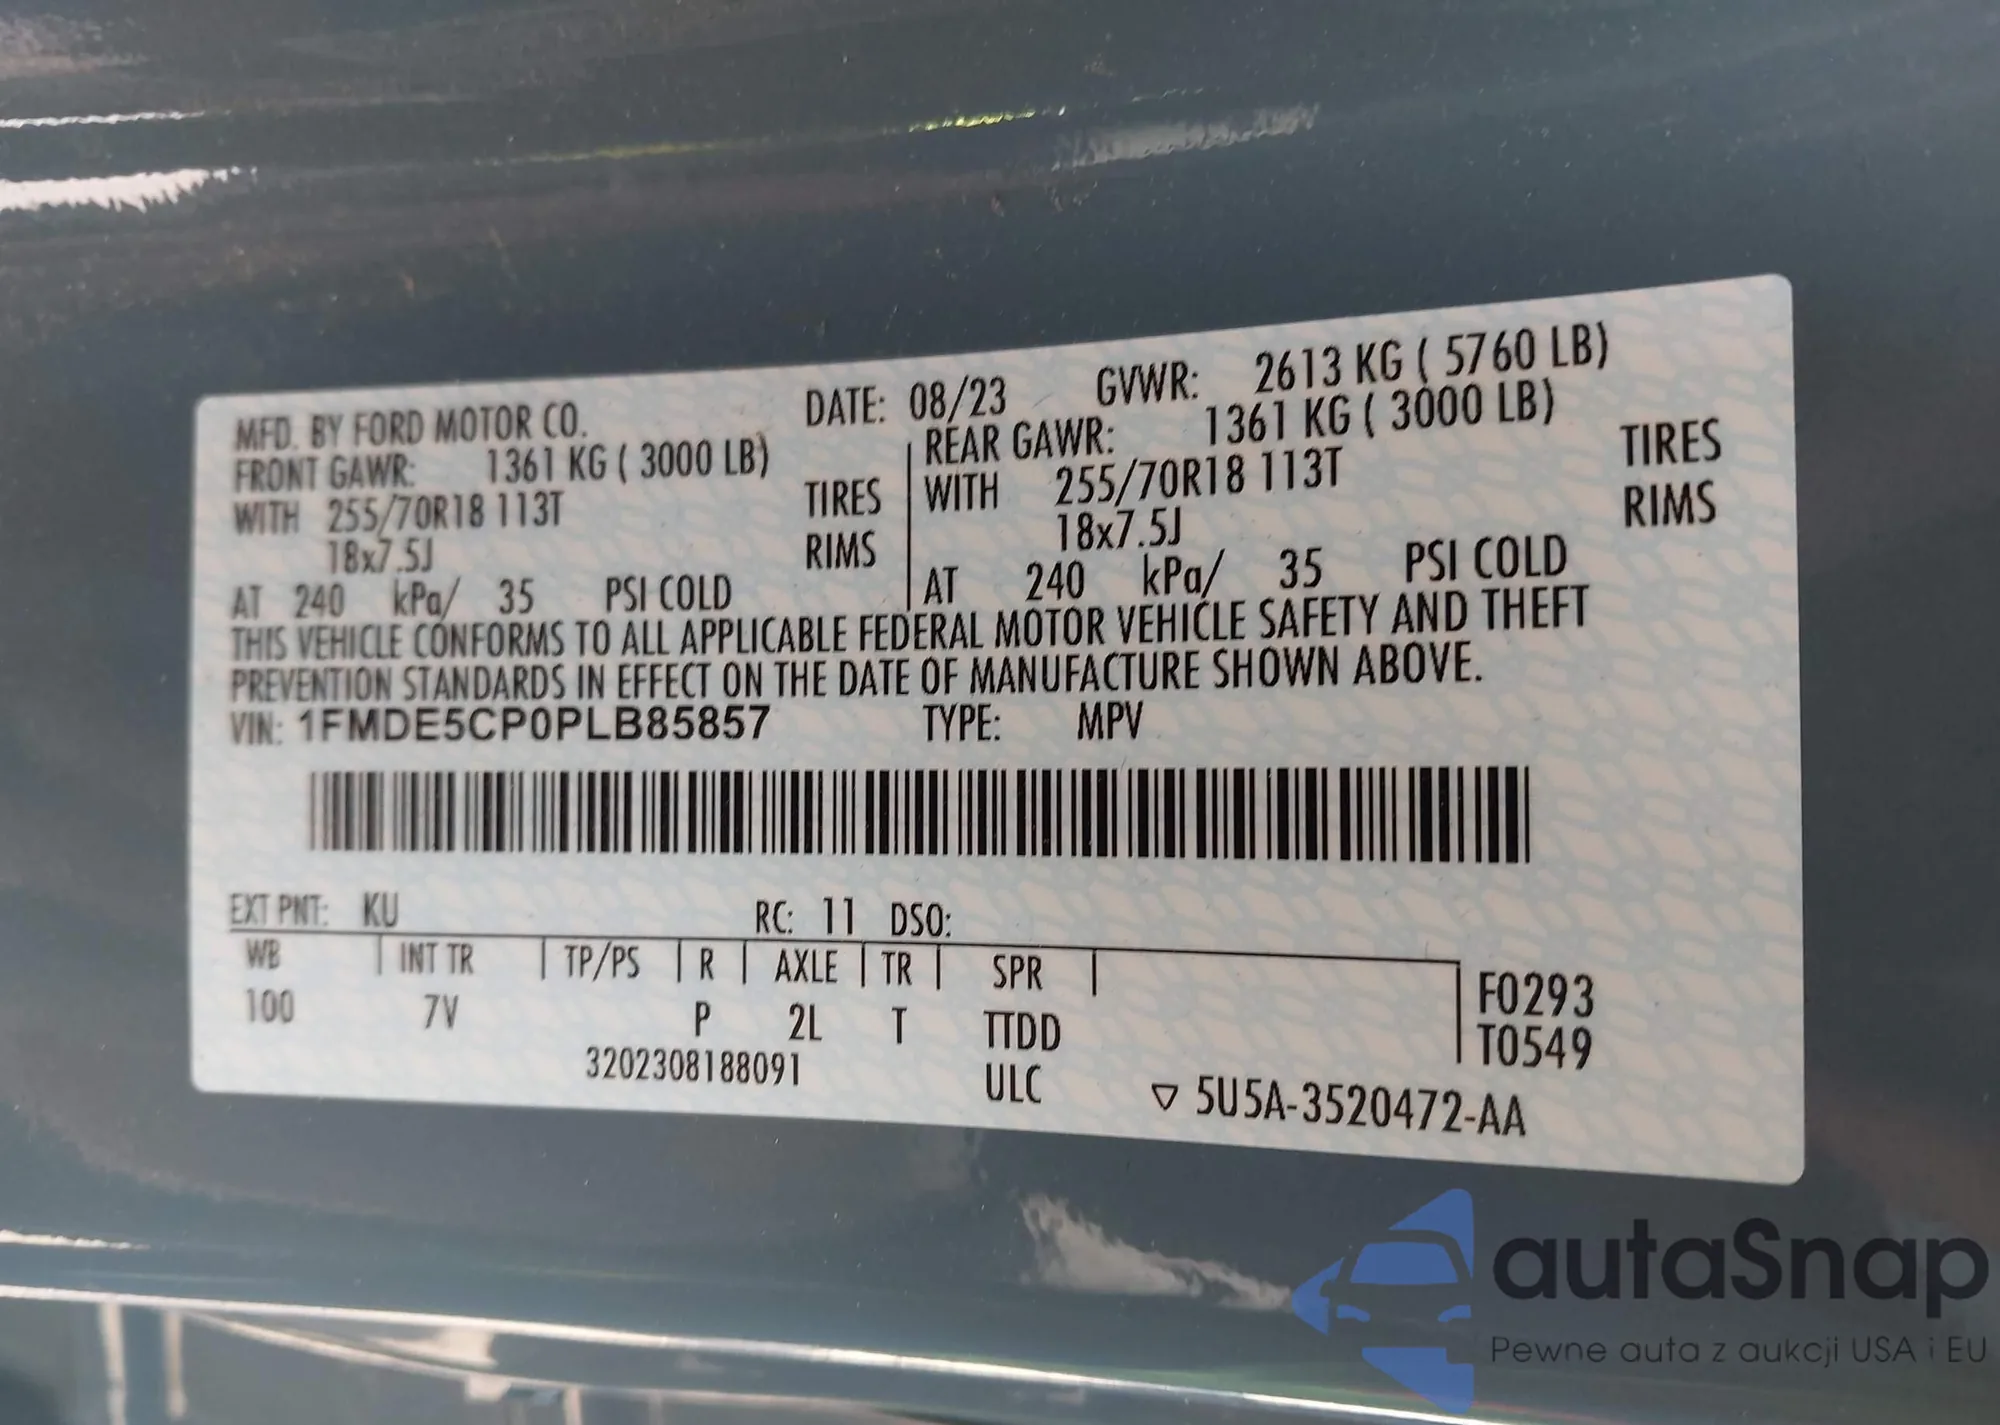 MFD. BY FORD MOTOR CO. DATE: 08/23 GVWR: 2613 KG ( 5760 LB)
FRONT GAWR: 1361 KG ( 3000 LB) REAR GAWR: 1361 KG ( 3000 LB)
WITH 255/70R18 113T TIRES WITH 255/70R18 113T TIRES
18x7.5J RIMS 18x7.5J RIMS
AT 240 kPa/ 35 PSI COLD AT 240 kPa/ 35 PSI COLD
THIS VEHICLE CONFORMS TO ALL APPLICABLE FEDERAL MOTOR VEHICLE SAFETY AND THEFT
PREVENTION STANDARDS IN EFFECT ON THE DATE OF MANUFACTURE SHOWN ABOVE.
VIN: 1FMDE5CP0PLB85857 TYPE: MPV
EXT PNT: KU RC: 11 DSO:
WB INT TR TP/PS R AXLE TR SPR
100 7V P 2L T TTDD
F0293
T0549
3202308188091 ULC
▽ 5U5A-3520472-AA
autaSnap
Pewne auta z aukcji USA i EU